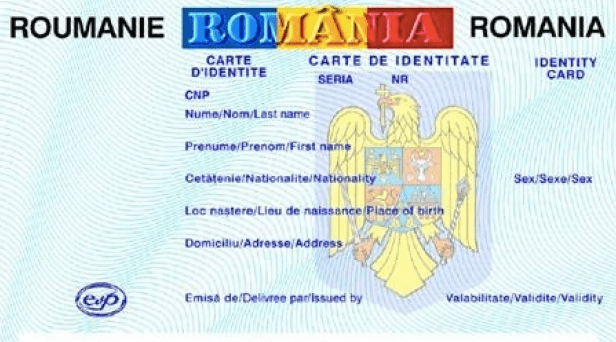 ROUMANIE ROMÂNIA ROMANIA
CARTE D'IDENTITE
CARTE DE IDENTITATE
IDENTITY CARD
SERIA NR
CNP
Nume/Nom/Last name
Prenume/Prenom/First name
Cetăţenie/Nationalite/Nationality Sex/Sexe/Sex
Loc naştere/Lieu de naissance/Place of birth
Domiciliu/Adresse/Address
Emisă de/Delivree par/Issued by Valabilitate/Validite/Validity